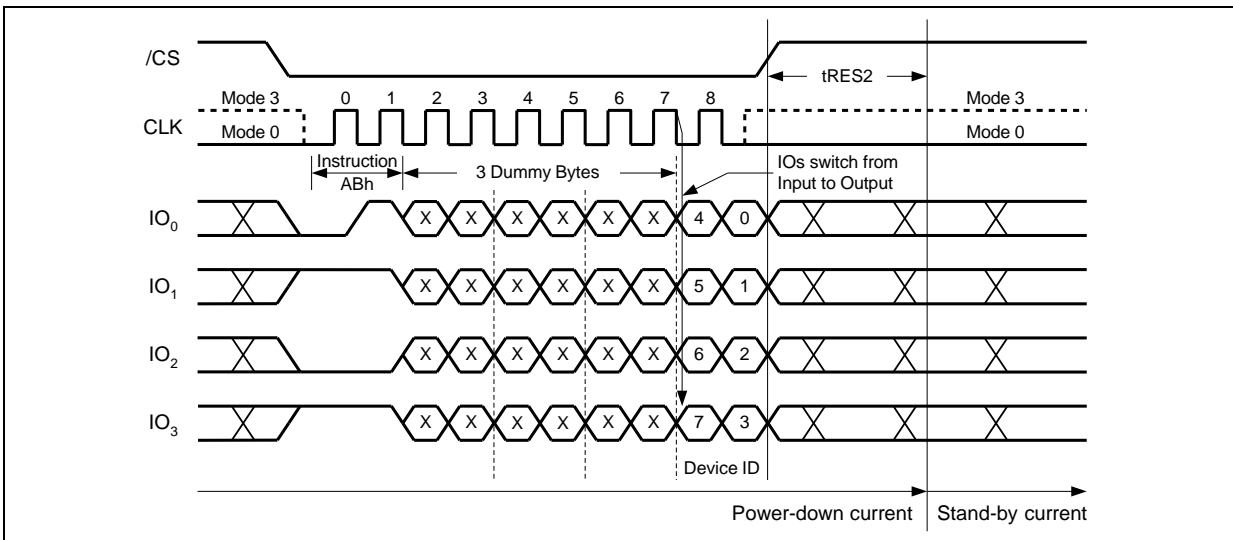 /CS
tRES2
0 1 2 3 4 5 6 7 8
Mode 3 Mode 3
CLK
Mode 0 Mode 0
Instruction
ABh
3 Dummy Bytes
IOs switch from
Input to Output
IO0 X X X X X X 4 0
IO1 X X X X X X 5 1
IO2 X X X X X X 6 2
IO3 X X X X X X 7 3
Device ID
Power-down current Stand-by current